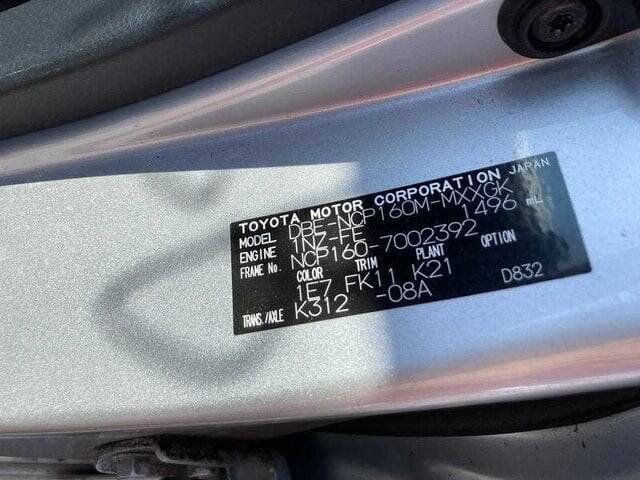 TOYOTA MOTOR CORPORATION JAPAN
MODEL DBE-NCP160M-MXXGK
ENGINE 1NZ-FE 1496 mL
FRAME No. NCP160-7002392
COLOR TRIM PLANT OPTION
1E7 FK11 K21
TRANS./AXLE K312 -08A D832